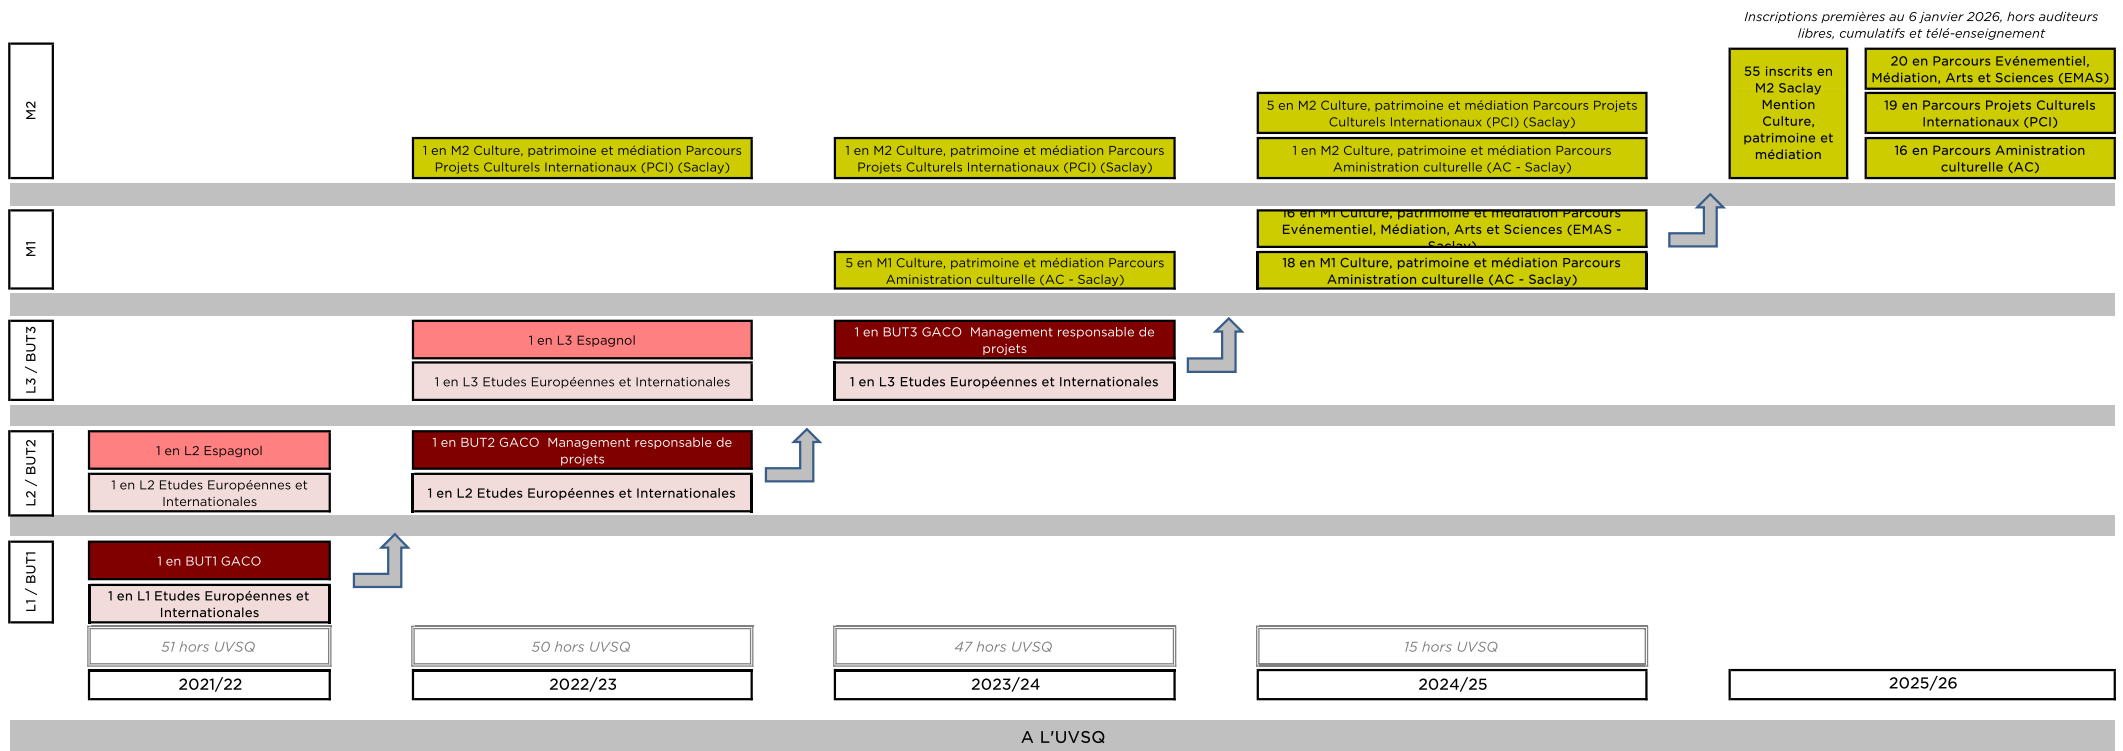 Inscriptions premières au 6 janvier 2026, hors auditeurs
libres, cumulatifs et télé-enseignement
M2
1 en M2 Culture, patrimoine et médiation Parcours
Projets Culturels Internationaux (PCI) (Saclay)
1 en M2 Culture, patrimoine et médiation Parcours
Projets Culturels Internationaux (PCI) (Saclay)
5 en M2 Culture, patrimoine et médiation Parcours Projets
Culturels Internationaux (PCI) (Saclay)
1 en M2 Culture, patrimoine et médiation Parcours
Aministration culturelle (AC - Saclay)
55 inscrits en
M2 Saclay
Mention
Culture,
patrimoine et
médiation
20 en Parcours Evénementiel,
Médiation, Arts et Sciences (EMAS)
19 en Parcours Projets Culturels
Internationaux (PCI)
16 en Parcours Aministration
culturelle (AC)
M1
5 en M1 Culture, patrimoine et médiation Parcours
Aministration culturelle (AC - Saclay)
16 en M1 Culture, patrimoine et médiation Parcours
Evénementiel, Médiation, Arts et Sciences (EMAS -
Saclay)
18 en M1 Culture, patrimoine et médiation Parcours
Aministration culturelle (AC - Saclay)
L3 / BUT3
1 en L3 Espagnol
1 en L3 Etudes Européennes et Internationales
1 en BUT3 GACO  Management responsable de
projets
1 en L3 Etudes Européennes et Internationales
L2 / BUT2
1 en L2 Espagnol
1 en L2 Etudes Européennes et
Internationales
1 en BUT2 GACO  Management responsable de
projets
1 en L2 Etudes Européennes et Internationales
L1 / BUT1
1 en BUT1 GACO
1 en L1 Etudes Européennes et
Internationales
51 hors UVSQ
50 hors UVSQ
47 hors UVSQ
15 hors UVSQ
2021/22
2022/23
2023/24
2024/25
2025/26
A L'UVSQ